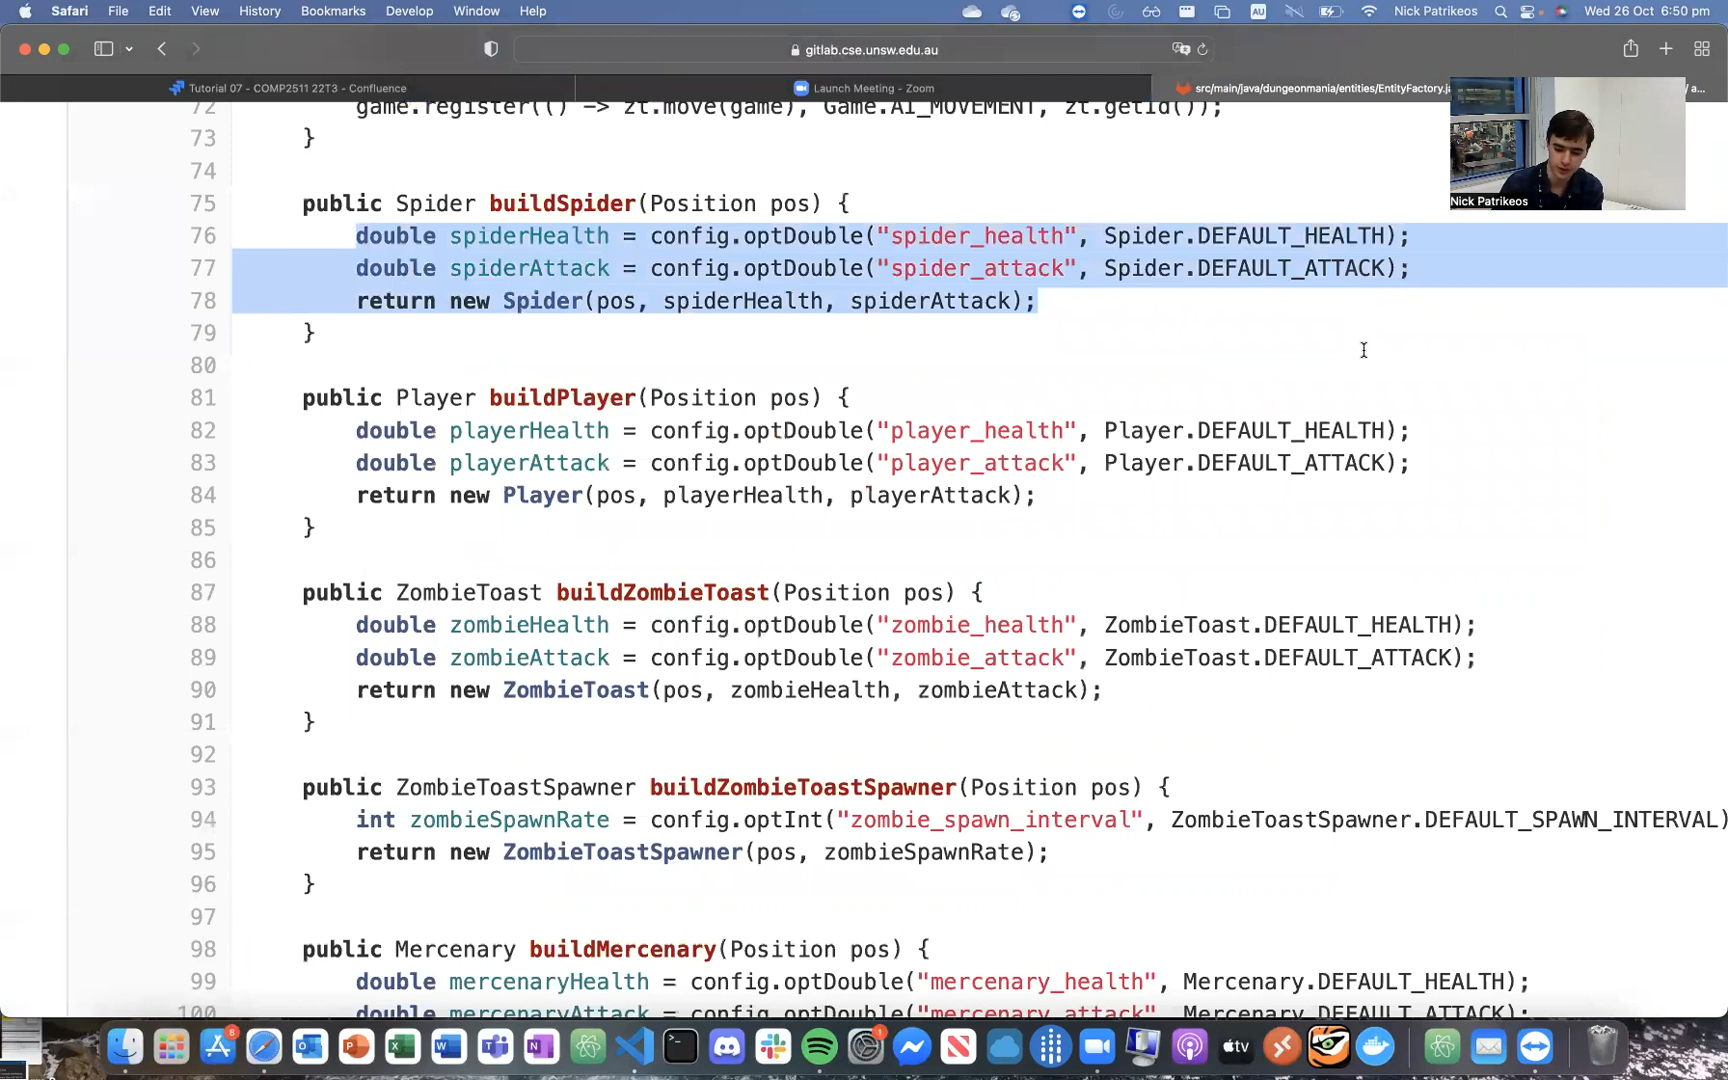 Safari File Edit View History Bookmarks Develop Window Help
Nick Patrikeos Wed 26 Oct 6:50 pm
gitlab.cse.unsw.edu.au
Tutorial 07 - COMP2511 22T3 - Confluence
Launch Meeting - Zoom
src/main/java/dungeonmania/entities/EntityFactory.ja
/ a...
72 game.register(() -> zt.move(game), Game.AI_MOVEMENT, zt.getId());
73 }
74
75 public Spider buildSpider(Position pos) {
76 double spiderHealth = config.optDouble("spider_health", Spider.DEFAULT_HEALTH);
77 double spiderAttack = config.optDouble("spider_attack", Spider.DEFAULT_ATTACK);
78 return new Spider(pos, spiderHealth, spiderAttack);
79 }
80
81 public Player buildPlayer(Position pos) {
82 double playerHealth = config.optDouble("player_health", Player.DEFAULT_HEALTH);
83 double playerAttack = config.optDouble("player_attack", Player.DEFAULT_ATTACK);
84 return new Player(pos, playerHealth, playerAttack);
85 }
86
87 public ZombieToast buildZombieToast(Position pos) {
88 double zombieHealth = config.optDouble("zombie_health", ZombieToast.DEFAULT_HEALTH);
89 double zombieAttack = config.optDouble("zombie_attack", ZombieToast.DEFAULT_ATTACK);
90 return new ZombieToast(pos, zombieHealth, zombieAttack);
91 }
92
93 public ZombieToastSpawner buildZombieToastSpawner(Position pos) {
94 int zombieSpawnRate = config.optInt("zombie_spawn_interval", ZombieToastSpawner.DEFAULT_SPAWN_INTERVAL)
95 return new ZombieToastSpawner(pos, zombieSpawnRate);
96 }
97
98 public Mercenary buildMercenary(Position pos) {
99 double mercenaryHealth = config.optDouble("mercenary_health", Mercenary.DEFAULT_HEALTH);
100 double mercenaryAttack = config.optDouble("mercenary_attack", Mercenary.DEFAULT_ATTACK);
Nick Patrikeos
8
1
tv